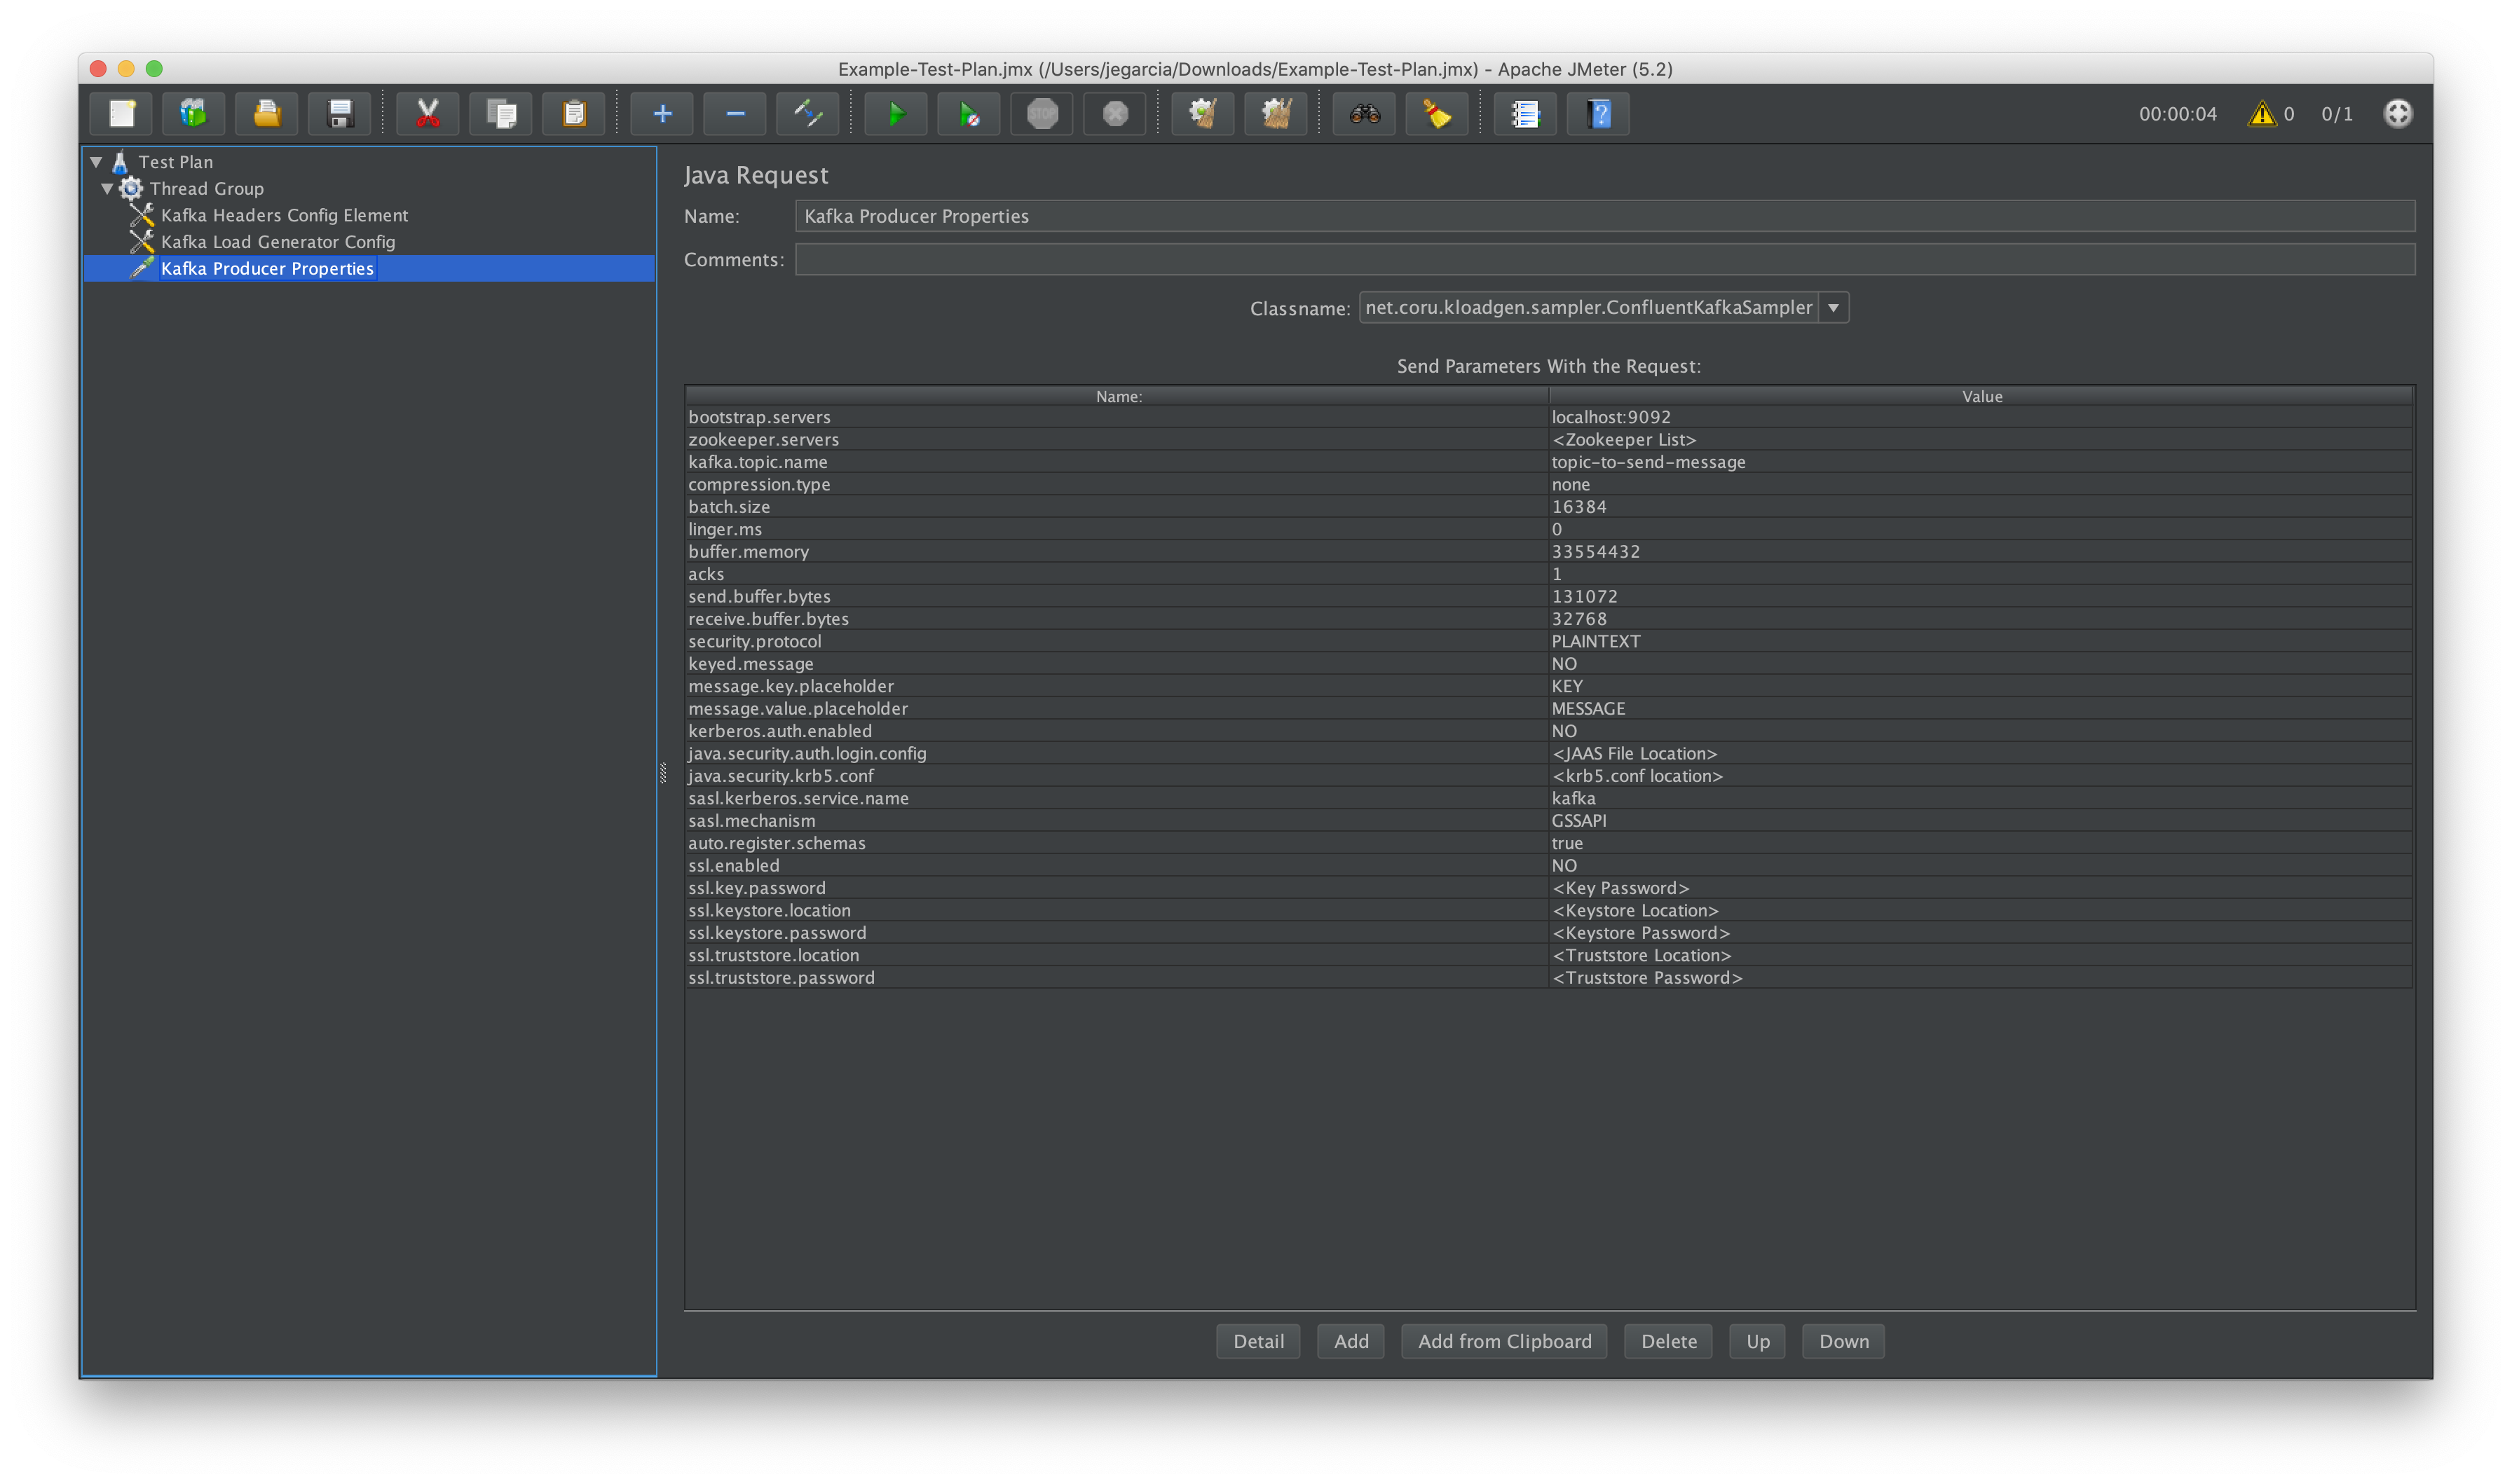 Example-Test-Plan.jmx (/Users/jegarcia/Downloads/Example-Test-Plan.jmx) - Apache JMeter (5.2)
STOP
00:00:04 0 0/1
Test Plan
Thread Group
Kafka Headers Config Element
Kafka Load Generator Config
Kafka Producer Properties
Java Request
Name: Kafka Producer Properties
Comments:
Classname: net.coru.kloadgen.sampler.ConfluentKafkaSampler
Send Parameters With the Request:
Name: Value
bootstrap.servers localhost:9092
zookeeper.servers <Zookeeper List>
kafka.topic.name topic-to-send-message
compression.type none
batch.size 16384
linger.ms 0
buffer.memory 33554432
acks 1
send.buffer.bytes 131072
receive.buffer.bytes 32768
security.protocol PLAINTEXT
keyed.message NO
message.key.placeholder KEY
message.value.placeholder MESSAGE
kerberos.auth.enabled NO
java.security.auth.login.config <JAAS File Location>
java.security.krb5.conf <krb5.conf location>
sasl.kerberos.service.name kafka
sasl.mechanism GSSAPI
auto.register.schemas true
ssl.enabled NO
ssl.key.password <Key Password>
ssl.keystore.location <Keystore Location>
ssl.keystore.password <Keystore Password>
ssl.truststore.location <Truststore Location>
ssl.truststore.password <Truststore Password>
Detail Add Add from Clipboard Delete Up Down